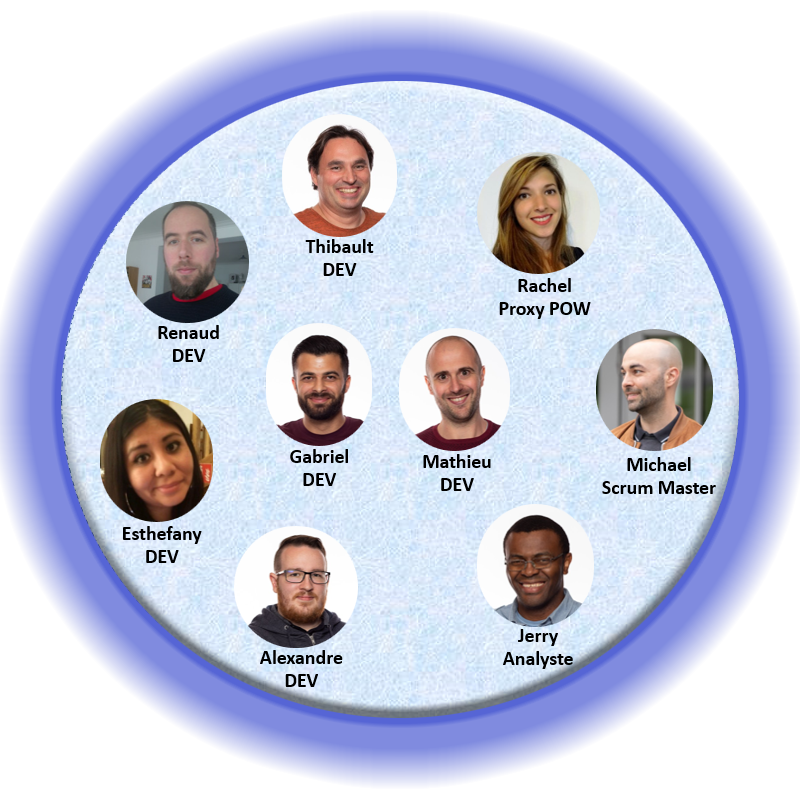 Thibault
DEV
Rachel
Proxy POW
Renaud
DEV
Gabriel
DEV
Mathieu
DEV
Michael
Scrum Master
Esthefany
DEV
Alexandre
DEV
Jerry
Analyste